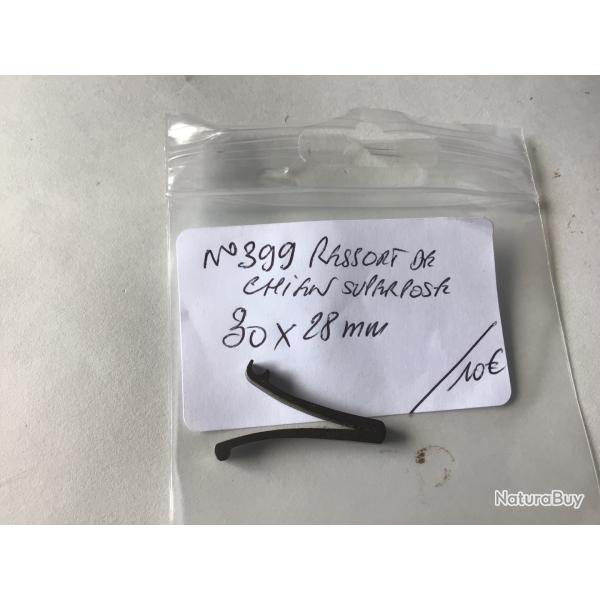 N° 399 RESSORT DE
CHIEN SUPERPOSE
30 x 28 mm
/10€
NaturaBuy